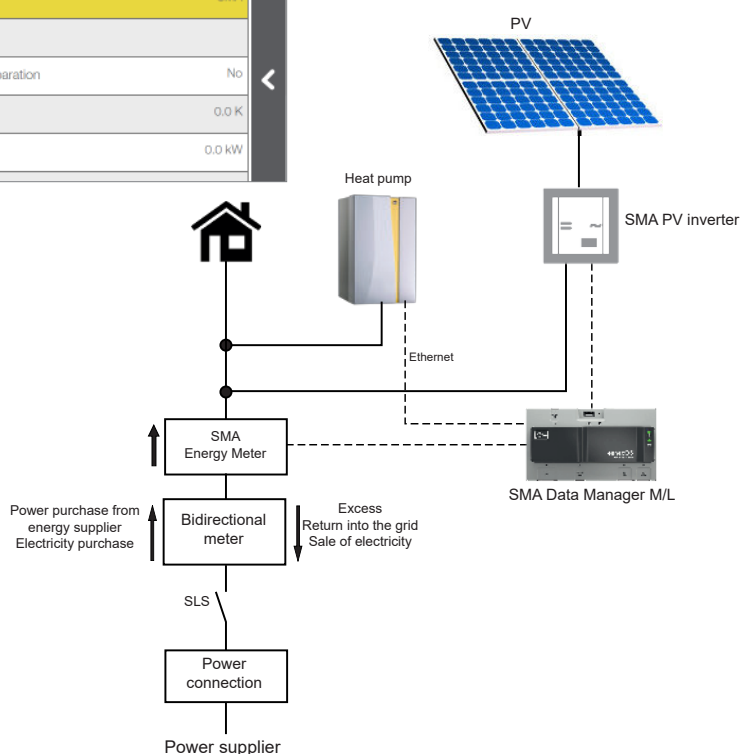 No
0.0 K
0.0 kW
PV
Heat pump
SMA PV inverter
Ethernet
SMA
Energy Meter
SMA Data Manager M/L
Power purchase from
energy supplier
Electricity purchase
Bidirectional
meter
Excess
Return into the grid
Sale of electricity
SLS
Power
connection
Power supplier